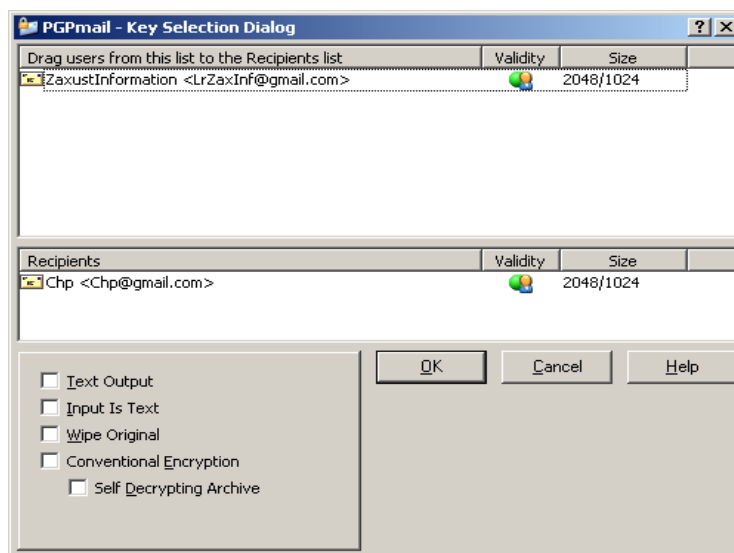 PGPmail - Key Selection Dialog
Drag users from this list to the Recipients list Validity Size
ZaxustInformation <LrZaxInf@gmail.com> 2048/1024
Recipients Validity Size
Chp <Chp@gmail.com> 2048/1024
OK Cancel Help
Text Output
Input Is Text
Wipe Original
Conventional Encryption
Self Decrypting Archive